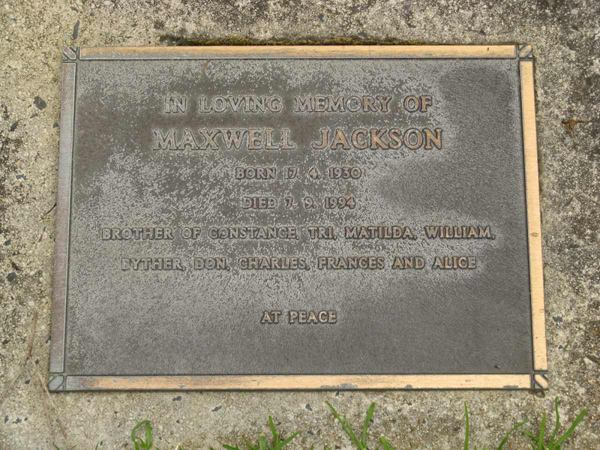 IN LOVING MEMORY OF
MAXWELL JACKSON
BORN 17. 4. 1930
DIED 7. 9. 1994
BROTHER OF CONSTANCE, TRI, MATILDA, WILLIAM,
EYTHER, DON, CHARLES, FRANCES AND ALICE
AT PEACE